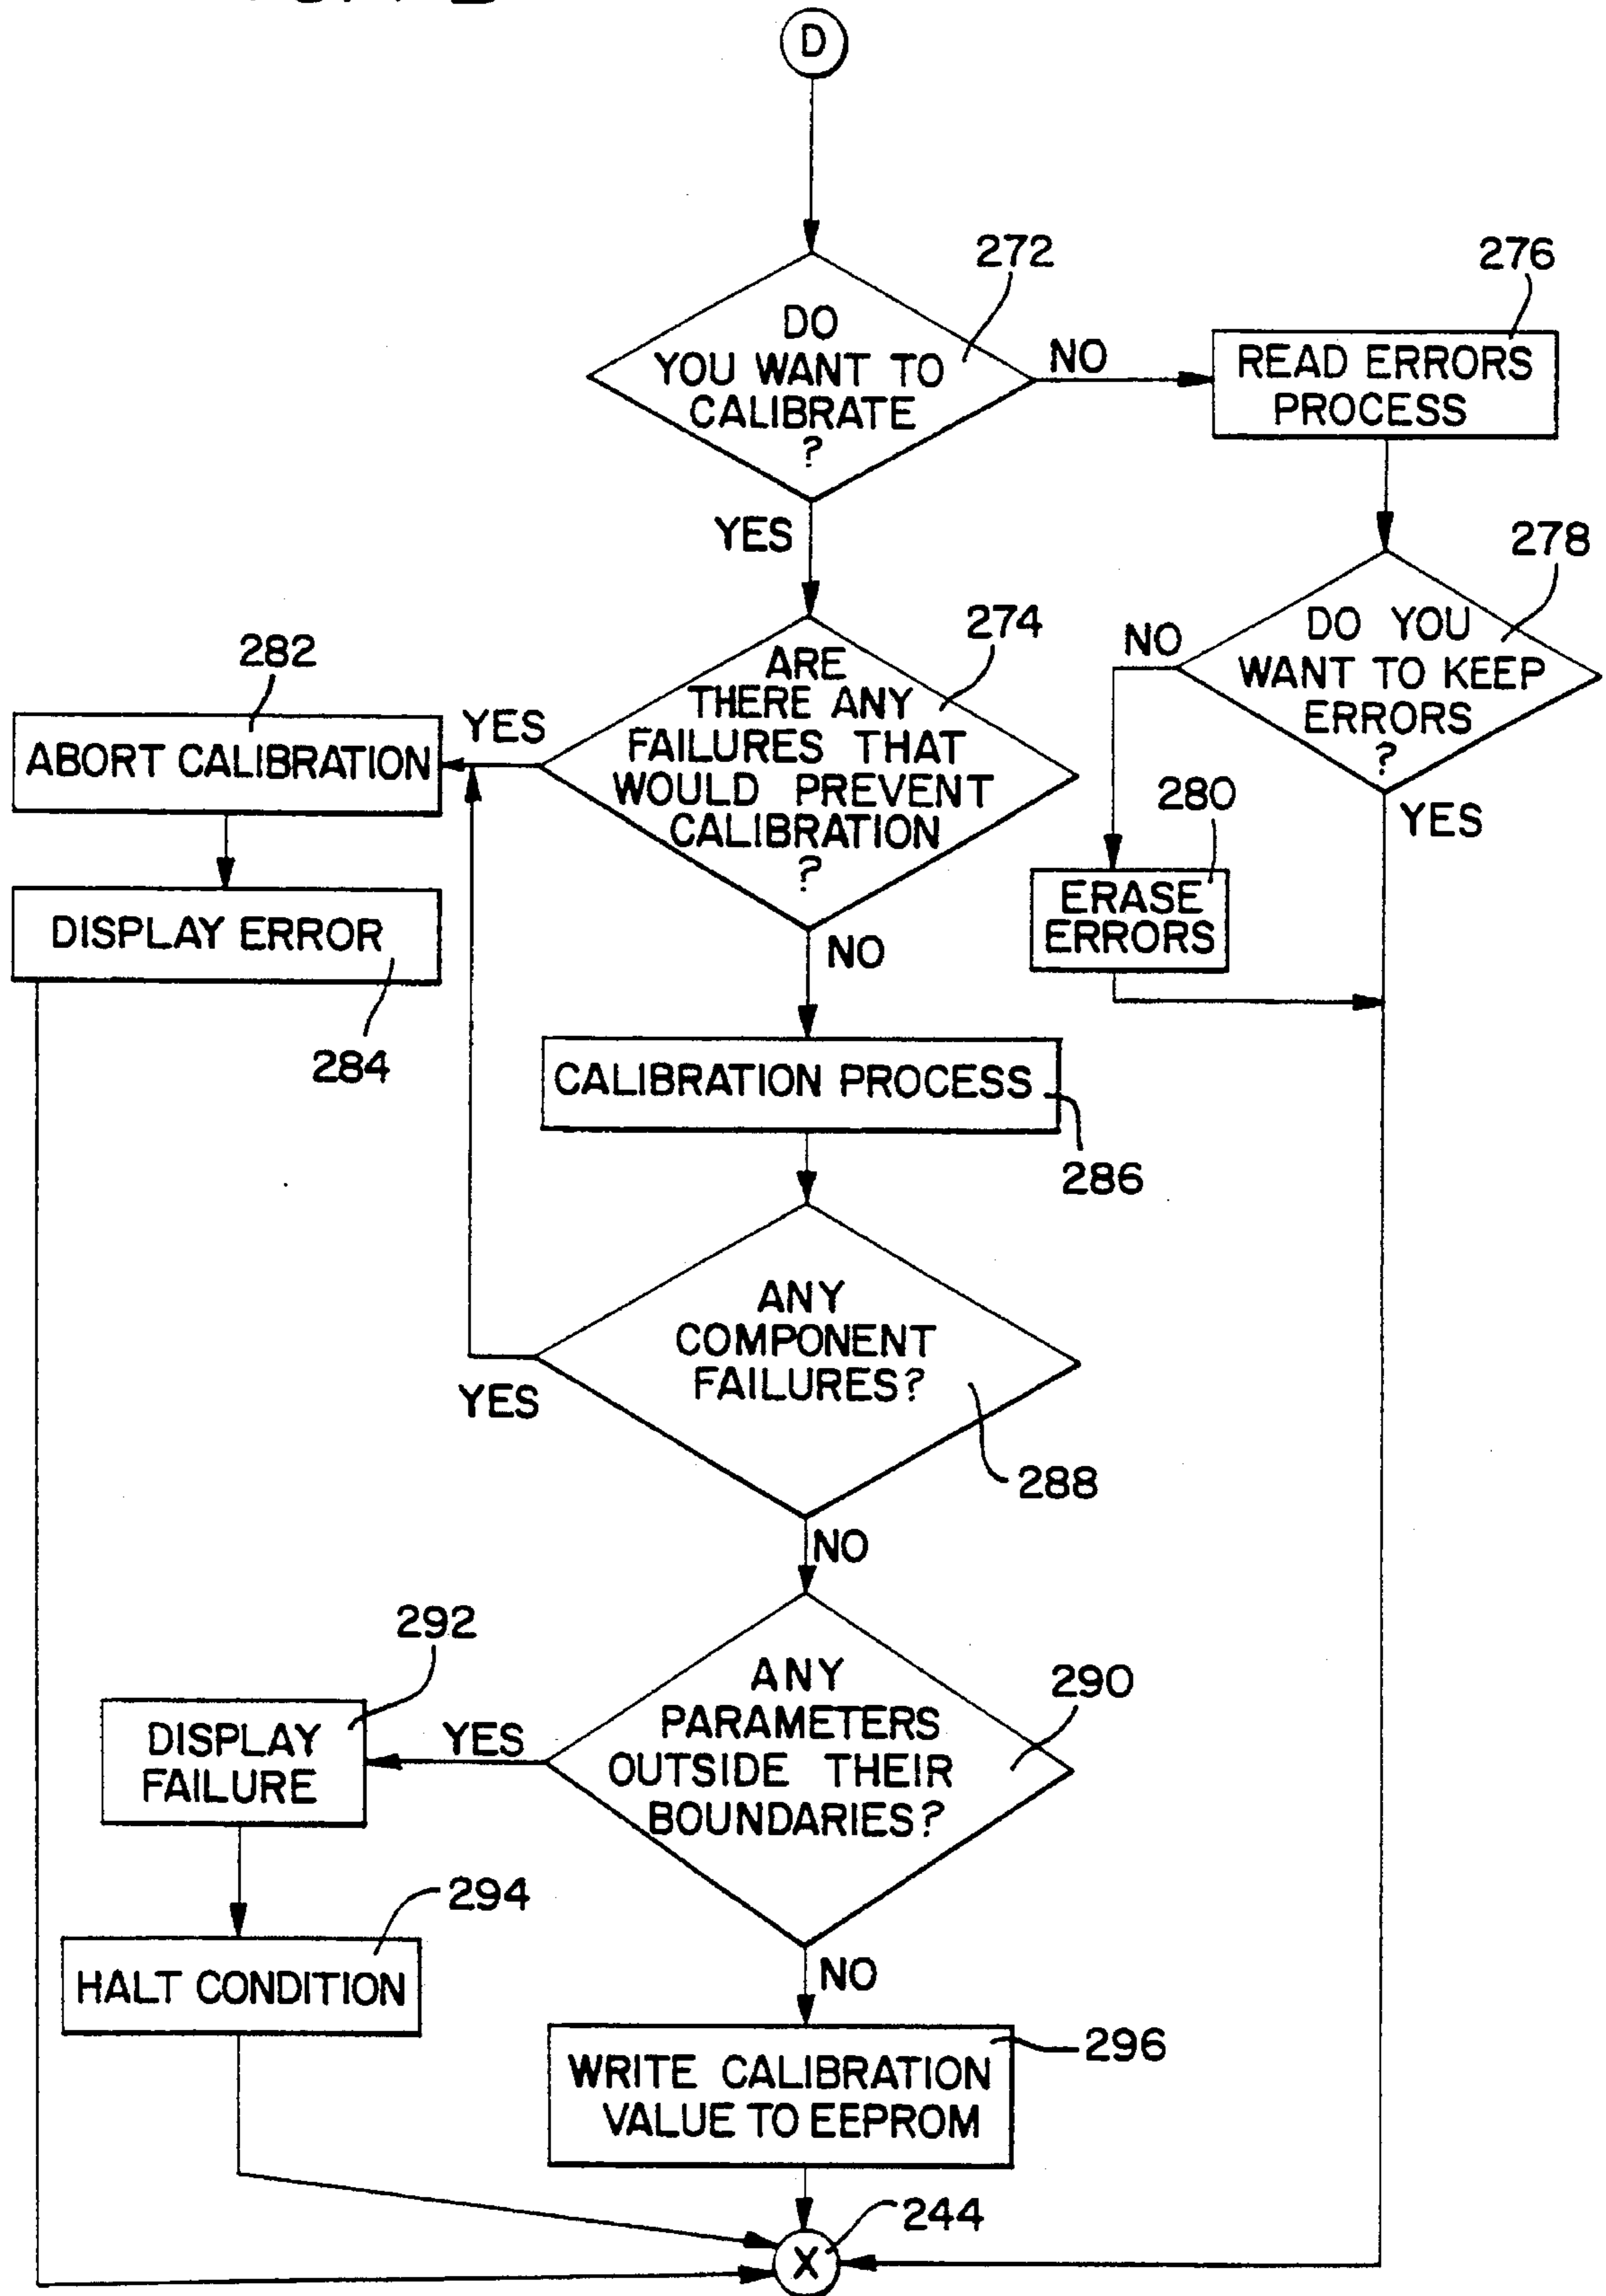 D
272
DO
YOU WANT TO
CALIBRATE
?
NO
YES
276
READ ERRORS
PROCESS
278
DO YOU
WANT TO KEEP
ERRORS
?
NO
YES
280
ERASE
ERRORS
274
ARE
THERE ANY
FAILURES THAT
WOULD PREVENT
CALIBRATION
?
YES
NO
282
ABORT CALIBRATION
DISPLAY ERROR
284
CALIBRATION PROCESS
286
ANY
COMPONENT
FAILURES?
288
YES
NO
290
ANY
PARAMETERS
OUTSIDE THEIR
BOUNDARIES?
YES
NO
292
DISPLAY
FAILURE
294
HALT CONDITION
296
WRITE CALIBRATION
VALUE TO EEPROM
244
X